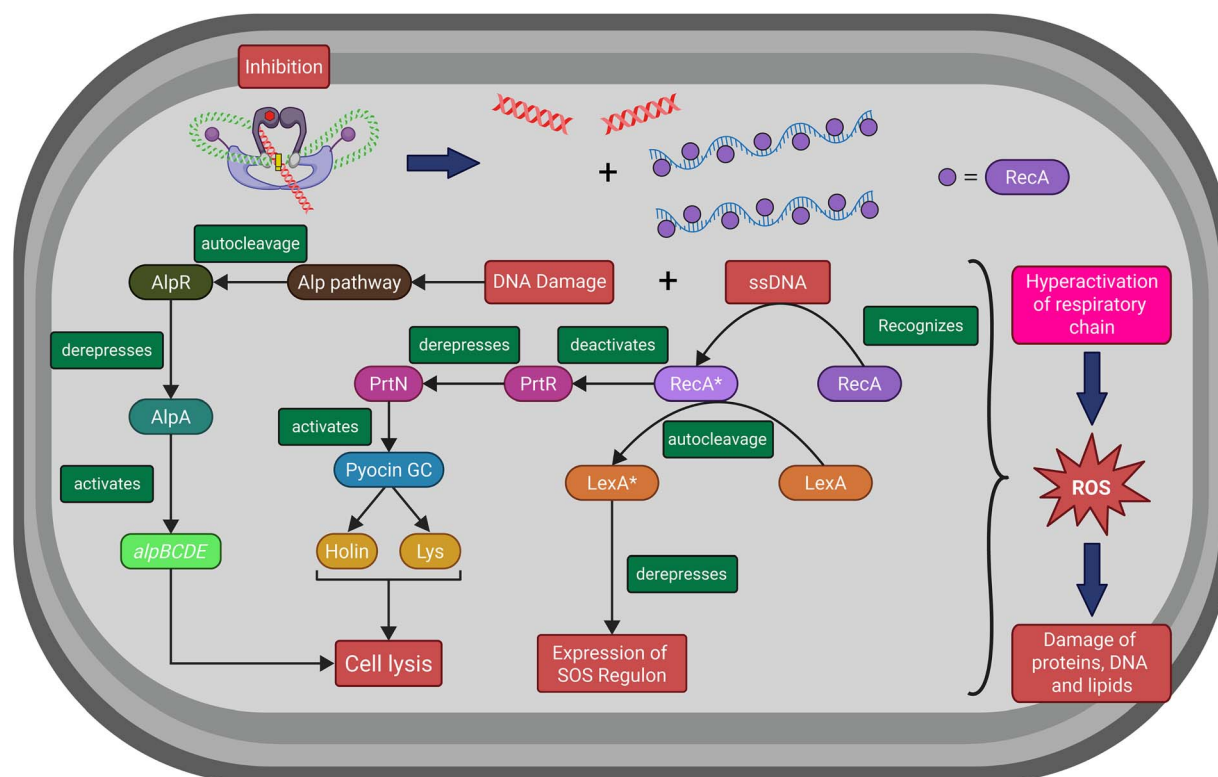 Inhibition
+
= RecA
autocleavage
AlpR
Alp pathway
DNA Damage
+
ssDNA
Hyperactivation
of respiratory
chain
Recognizes
derepresses
derepresses
deactivates
PrtN
PrtR
RecA*
RecA
AlpA
activates
autocleavage
activates
Pyocin GC
LexA*
LexA
ROS
alpBCDE
Holin
Lys
derepresses
Cell lysis
Expression of
SOS Regulon
Damage of
proteins, DNA
and lipids